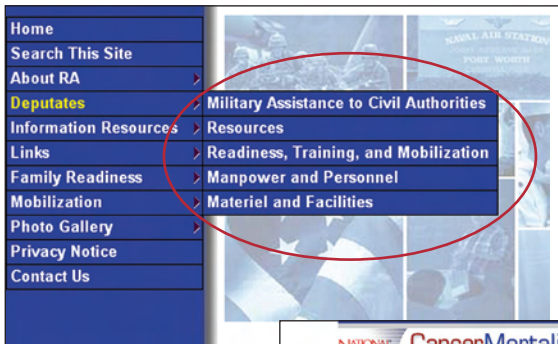 Home
Search This Site
About RA
Deputates
Information Resources
Links
Family Readiness
Mobilization
Photo Gallery
Privacy Notice
Contact Us
Military Assistance to Civil Authorities
Resources
Readiness, Training, and Mobilization
Manpower and Personnel
Materiel and Facilities
NAVAL AIR STATION
FORT WORTH